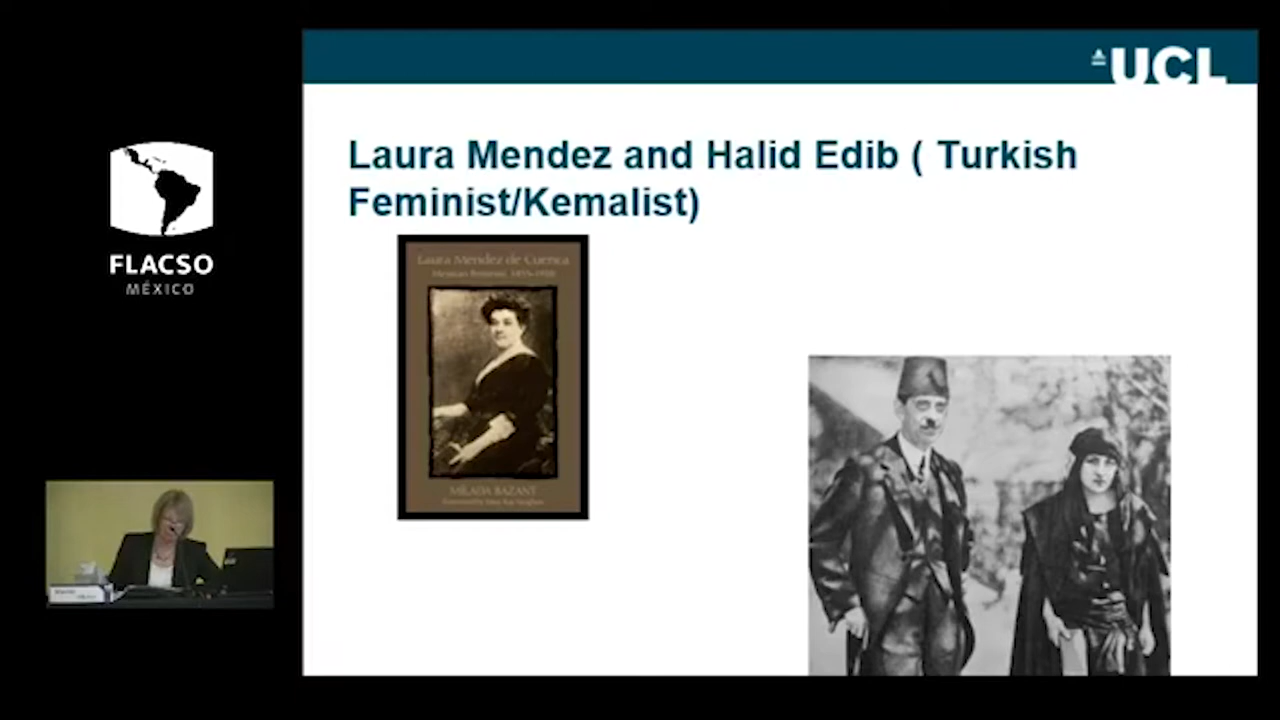 UCL
Laura Mendez and Halid Edib ( Turkish
Feminist/Kemalist)
Laura Mendez de Cuenca
Mexican Feminist, 1853–1928
MÍLADA BAZANT
FLACSO
MÉXICO